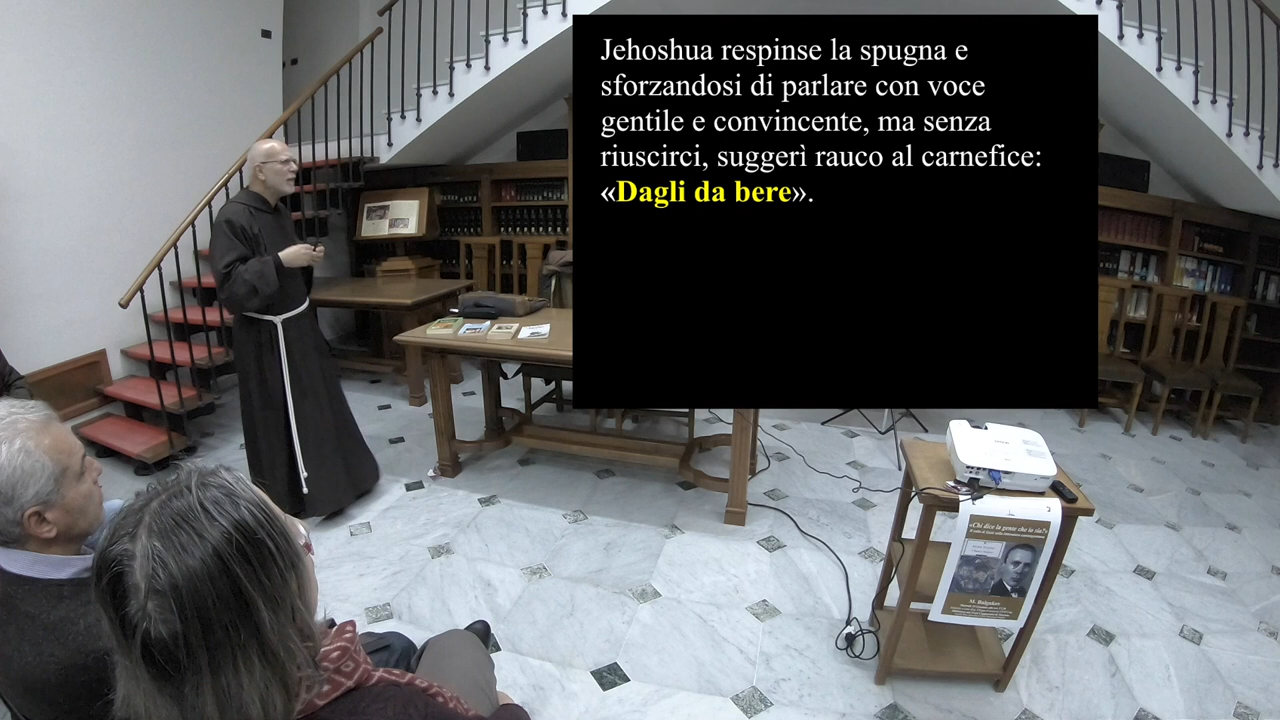 Jehoshua respinse la spugna e
sforzandosi di parlare con voce
gentile e convincente, ma senza
riuscirci, suggerì rauco al carnefice:
«Dagli da bere».
«Chi dice la gente che io sia?»
M. Bulgakov